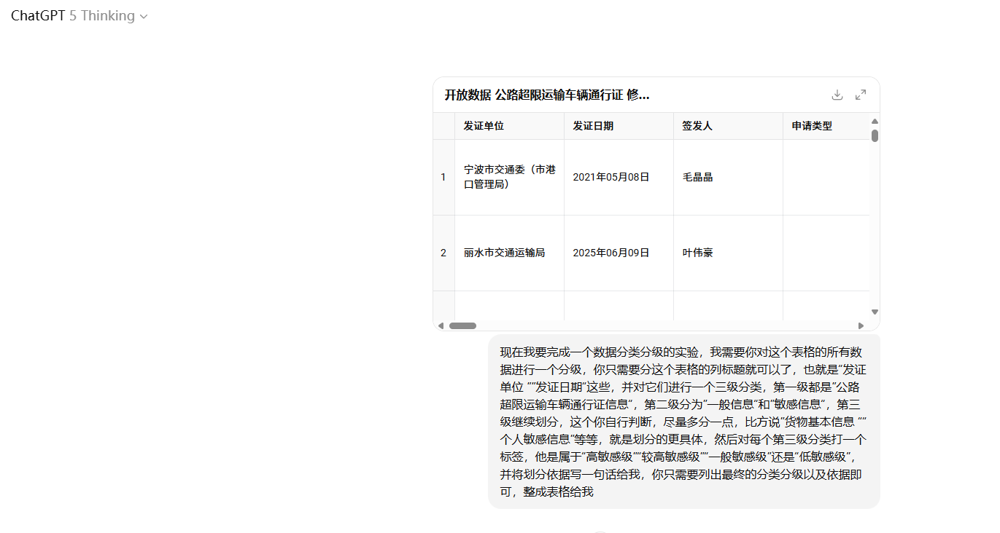 ChatGPT 5 Thinking
开放数据 公路超限运输车辆通行证 修...
发证单位 发证日期 签发人 申请类型
1 宁波市交通委（市港口管理局） 2021年05月08日 毛晶晶
2 丽水市交通运输局 2025年06月09日 叶伟豪
现在我要完成一个数据分类分级的实验，我需要你对这个表格的所有数
据进行一个分级，你只需要分这个表格的列标题就可以了，也就是“发证
单位 ””发证日期“这些，并对它们进行一个三级分类，第一级都是”公路
超限运输车辆通行证信息“，第二级分为”一般信息”和”敏感信息“，第三
级继续划分，这个你自行判断，尽量多分一点，比方说”货物基本信息 ”“
个人敏感信息”等等，就是划分的更具体，然后对每个第三级分类打一个
标签，他是属于“高敏感级””较高敏感级””一般敏感级“还是“低敏感级”，
并将划分依据写一句话给我，你只需要列出最终的分类分级以及依据即
可，整成表格给我